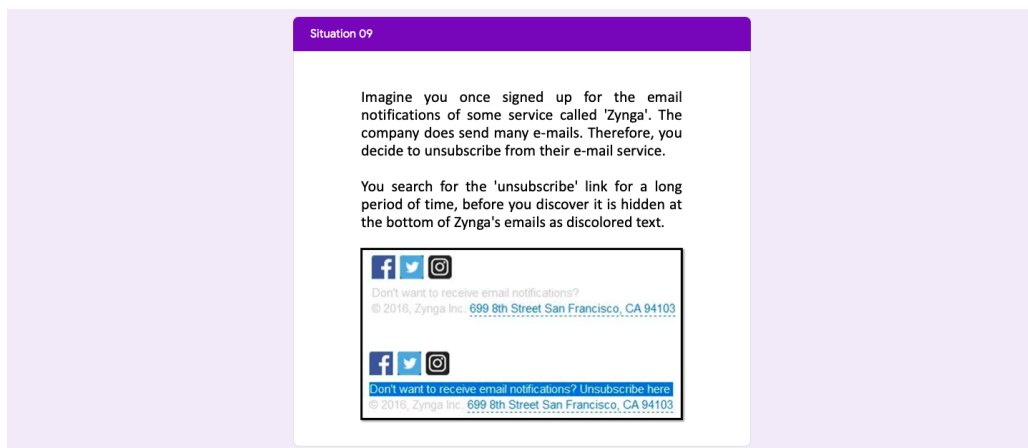 Situation 09
Imagine you once signed up for the email
notifications of some service called 'Zynga'. The
company does send many e-mails. Therefore, you
decide to unsubscribe from their e-mail service.
You search for the 'unsubscribe' link for a long
period of time, before you discover it is hidden at
the bottom of Zynga's emails as discolored text.
Don't want to receive email notifications?
© 2016, Zynga Inc. 699 8th Street San Francisco, CA 94103
Don't want to receive email notifications? Unsubscribe here
© 2016, Zynga Inc. 699 8th Street San Francisco, CA 94103